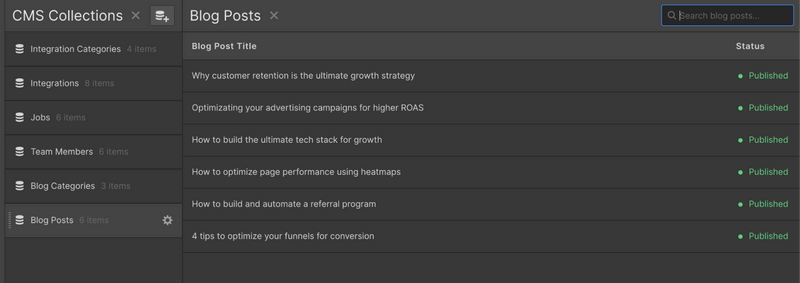 CMS Collections
Integration Categories 4 items
Integrations 8 items
Jobs 6 items
Team Members 6 items
Blog Categories 3 items
Blog Posts 6 items
Blog Posts
Search blog posts...
Blog Post Title Status
Why customer retention is the ultimate growth strategy Published
Optimizating your advertising campaigns for higher ROAS Published
How to build the ultimate tech stack for growth Published
How to optimize page performance using heatmaps Published
How to build and automate a referral program Published
4 tips to optimize your funnels for conversion Published